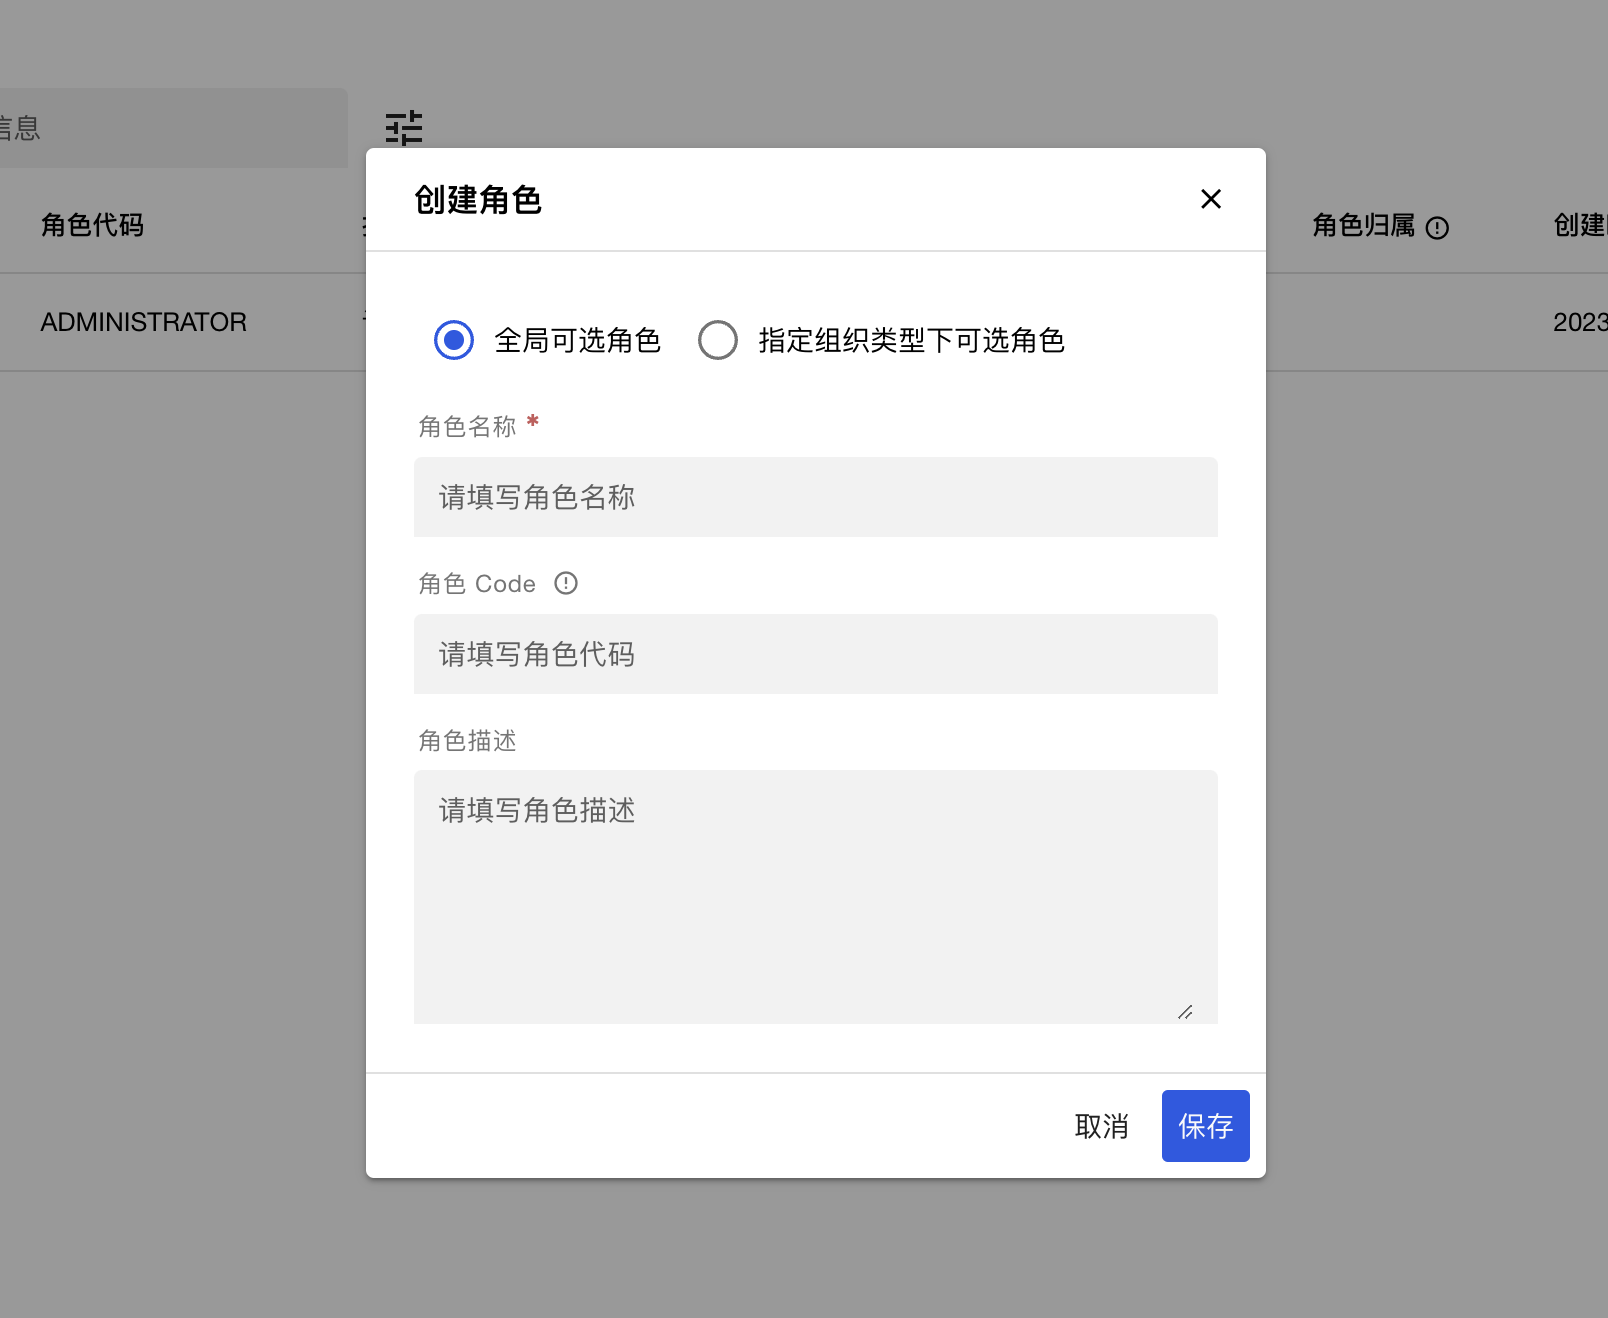 信息
创建角色
角色代码
角色归属
创建
ADMINISTRATOR
2023
全局可选角色
指定组织类型下可选角色
角色名称 *
请填写角色名称
角色 Code
请填写角色代码
角色描述
请填写角色描述
取消
保存